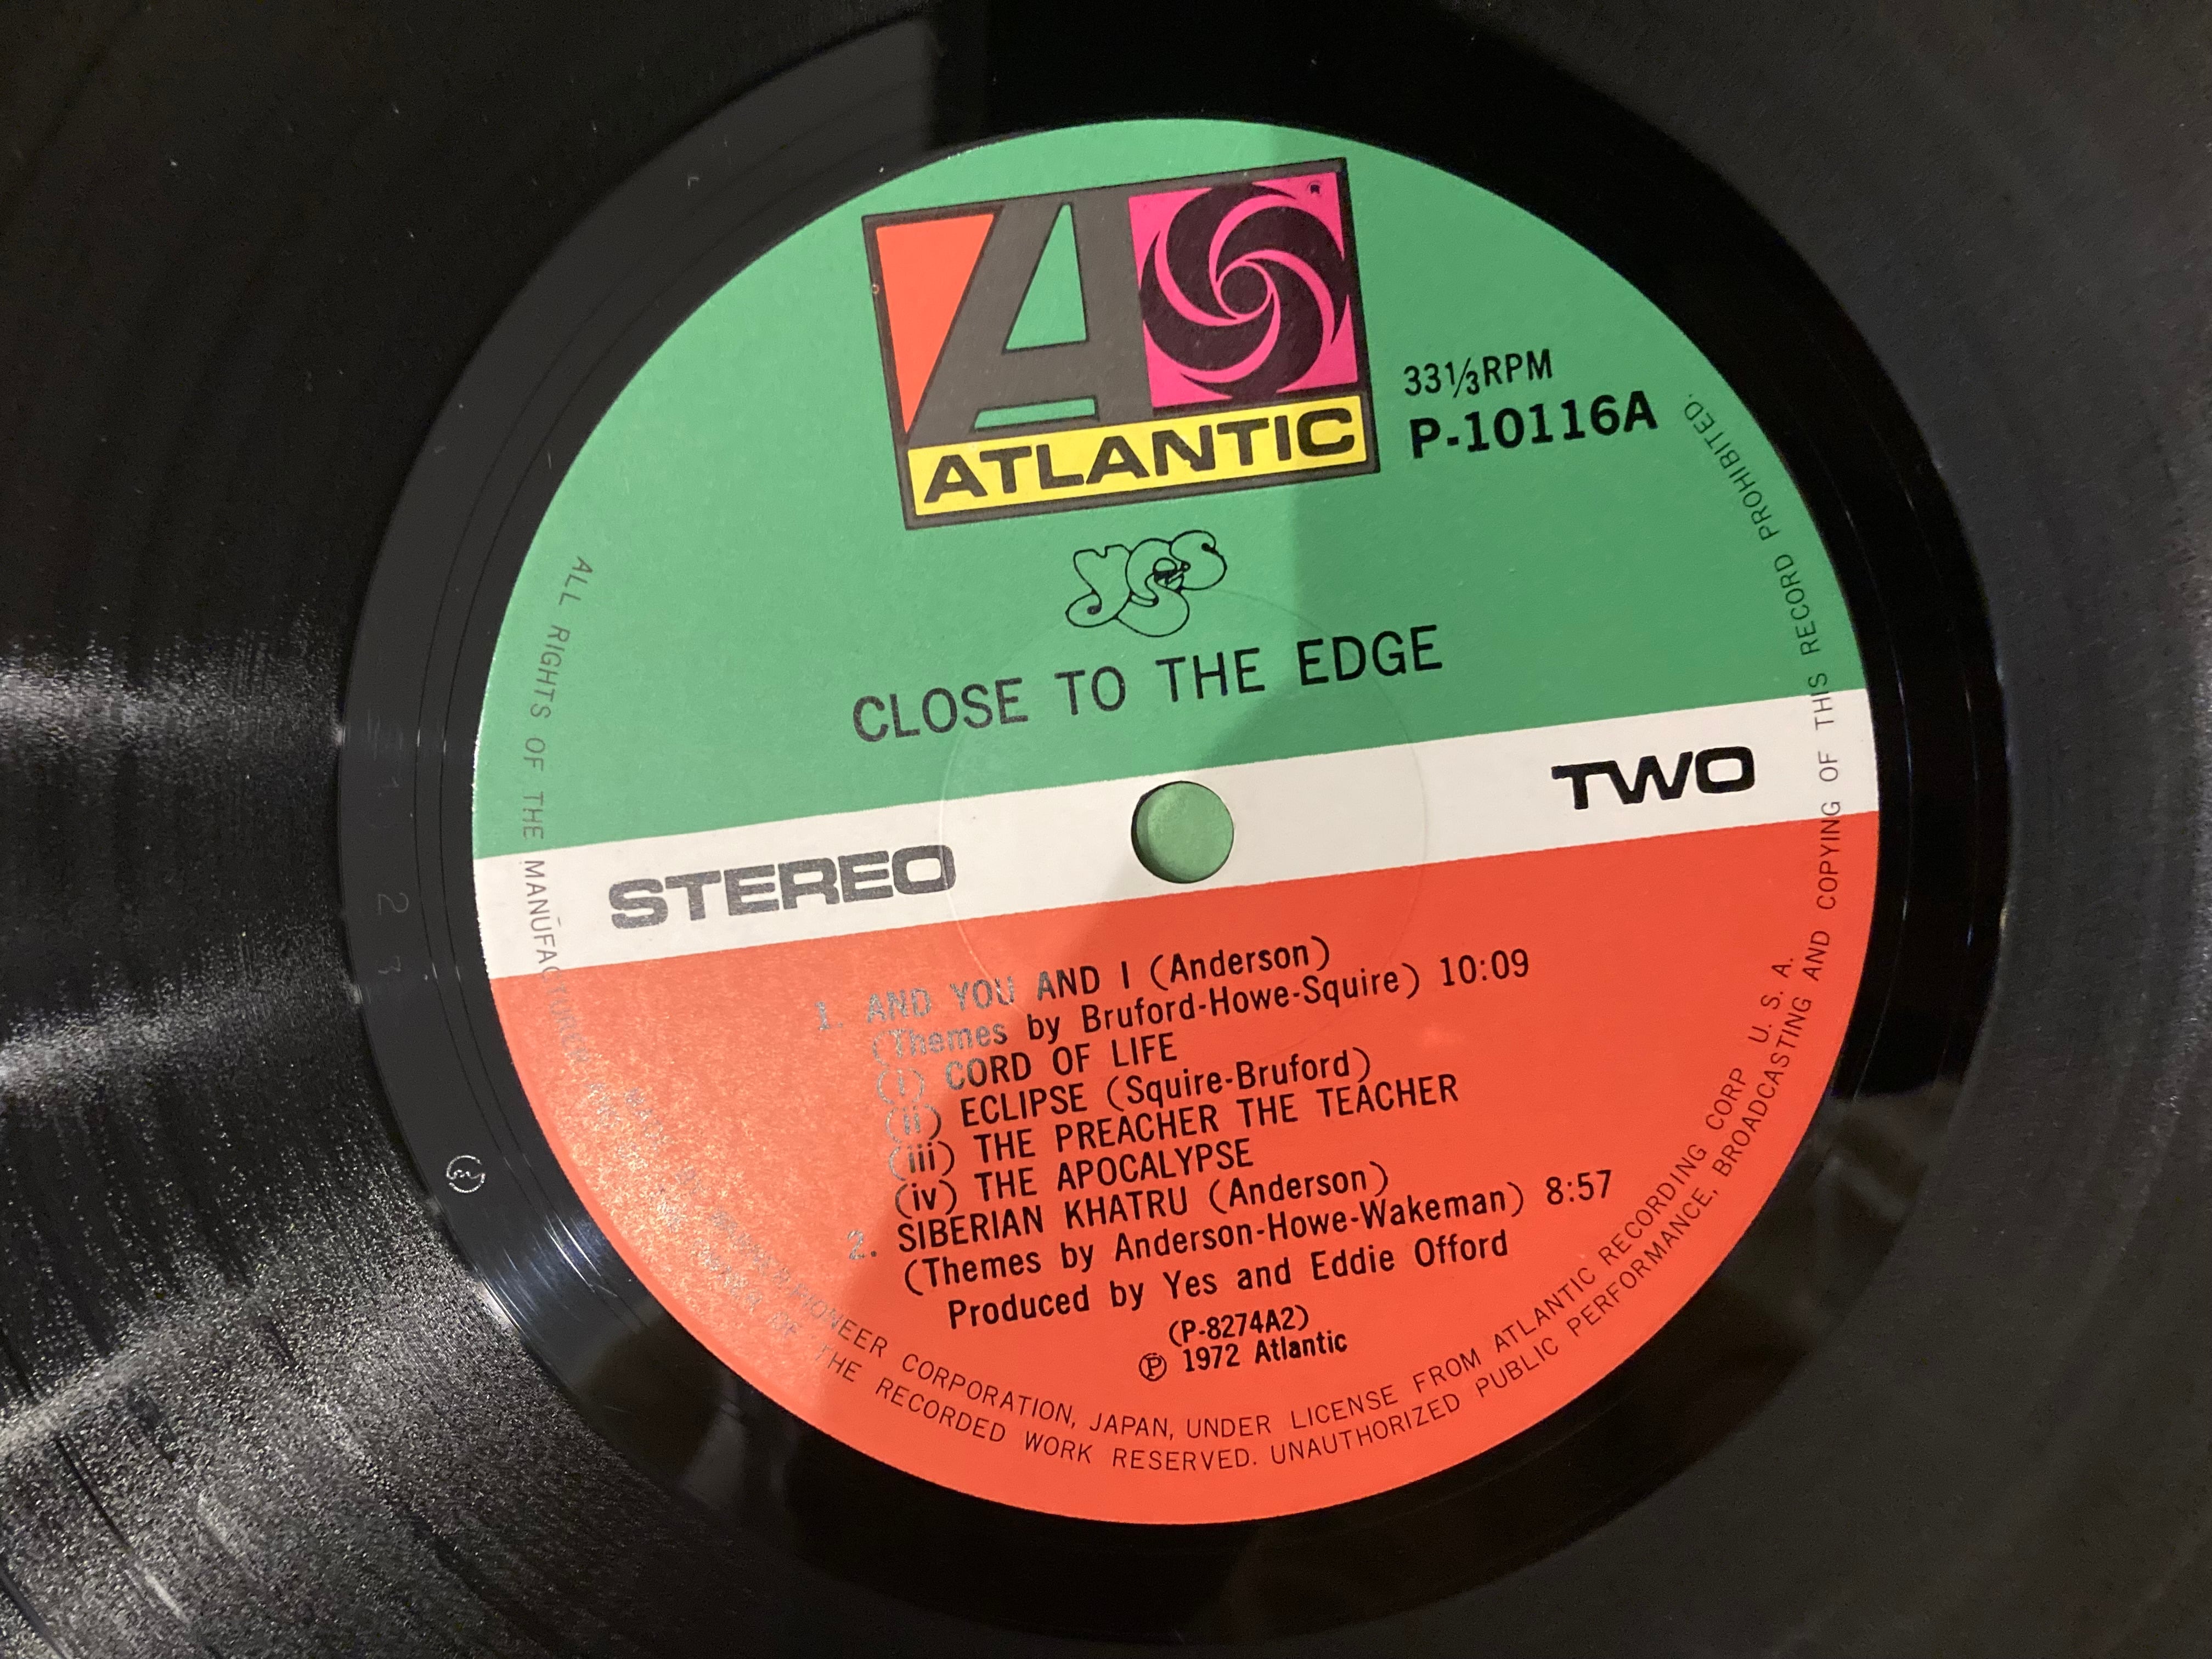 ATLANTIC
33⅓RPM
P-10116A
yes
CLOSE TO THE EDGE
STEREO
TWO
1. AND YOU AND I (Anderson)
(Themes by Bruford-Howe-Squire) 10:09
(i) CORD OF LIFE
(ii) ECLIPSE (Squire-Bruford)
(iii) THE PREACHER THE TEACHER
(iv) THE APOCALYPSE
2. SIBERIAN KHATRU (Anderson)
(Themes by Anderson-Howe-Wakeman) 8:57
Produced by Yes and Eddie Offord
(P-8274A2)
Ⓟ 1972 Atlantic
PIONEER CORPORATION, JAPAN, UNDER LICENSE FROM ATLANTIC RECORDING CORP U. S. A.
ALL RIGHTS OF THE MANUFACTURER OF THE RECORDED WORK RESERVED. UNAUTHORIZED PUBLIC PERFORMANCE, BROADCASTING AND COPYING OF THIS RECORD PROHIBITED.